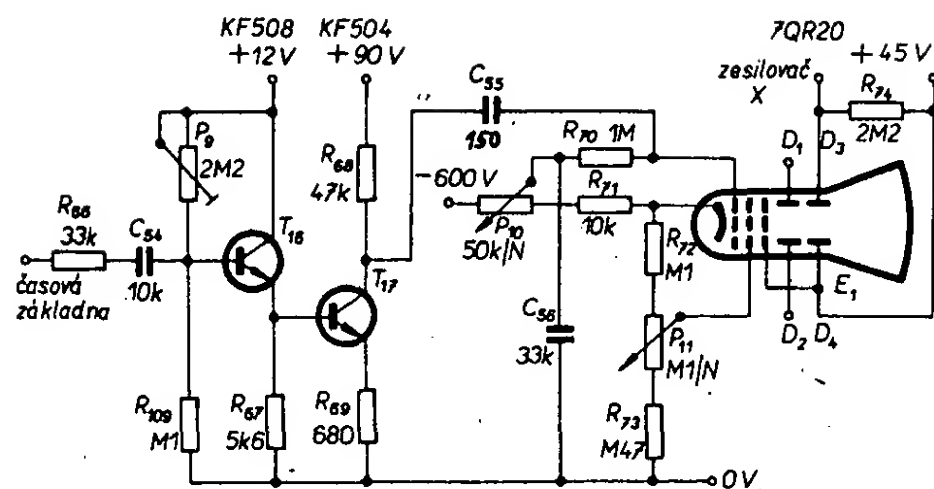 KF508
+12V
KF504
+90V
7QR20
zesilovač
X
+45V
C55
150
R74
2M2
P9
2M2
R68
47k
-600V
R70 1M
R71
10k
P10
50k/N
D1
D3
R66
33k
C54
10k
T16
T17
R72
M1
E1
D2
D4
časová
základna
C56
33k
P11
M1/N
R109
M1
R67
5k6
R69
680
R73
M47
0V